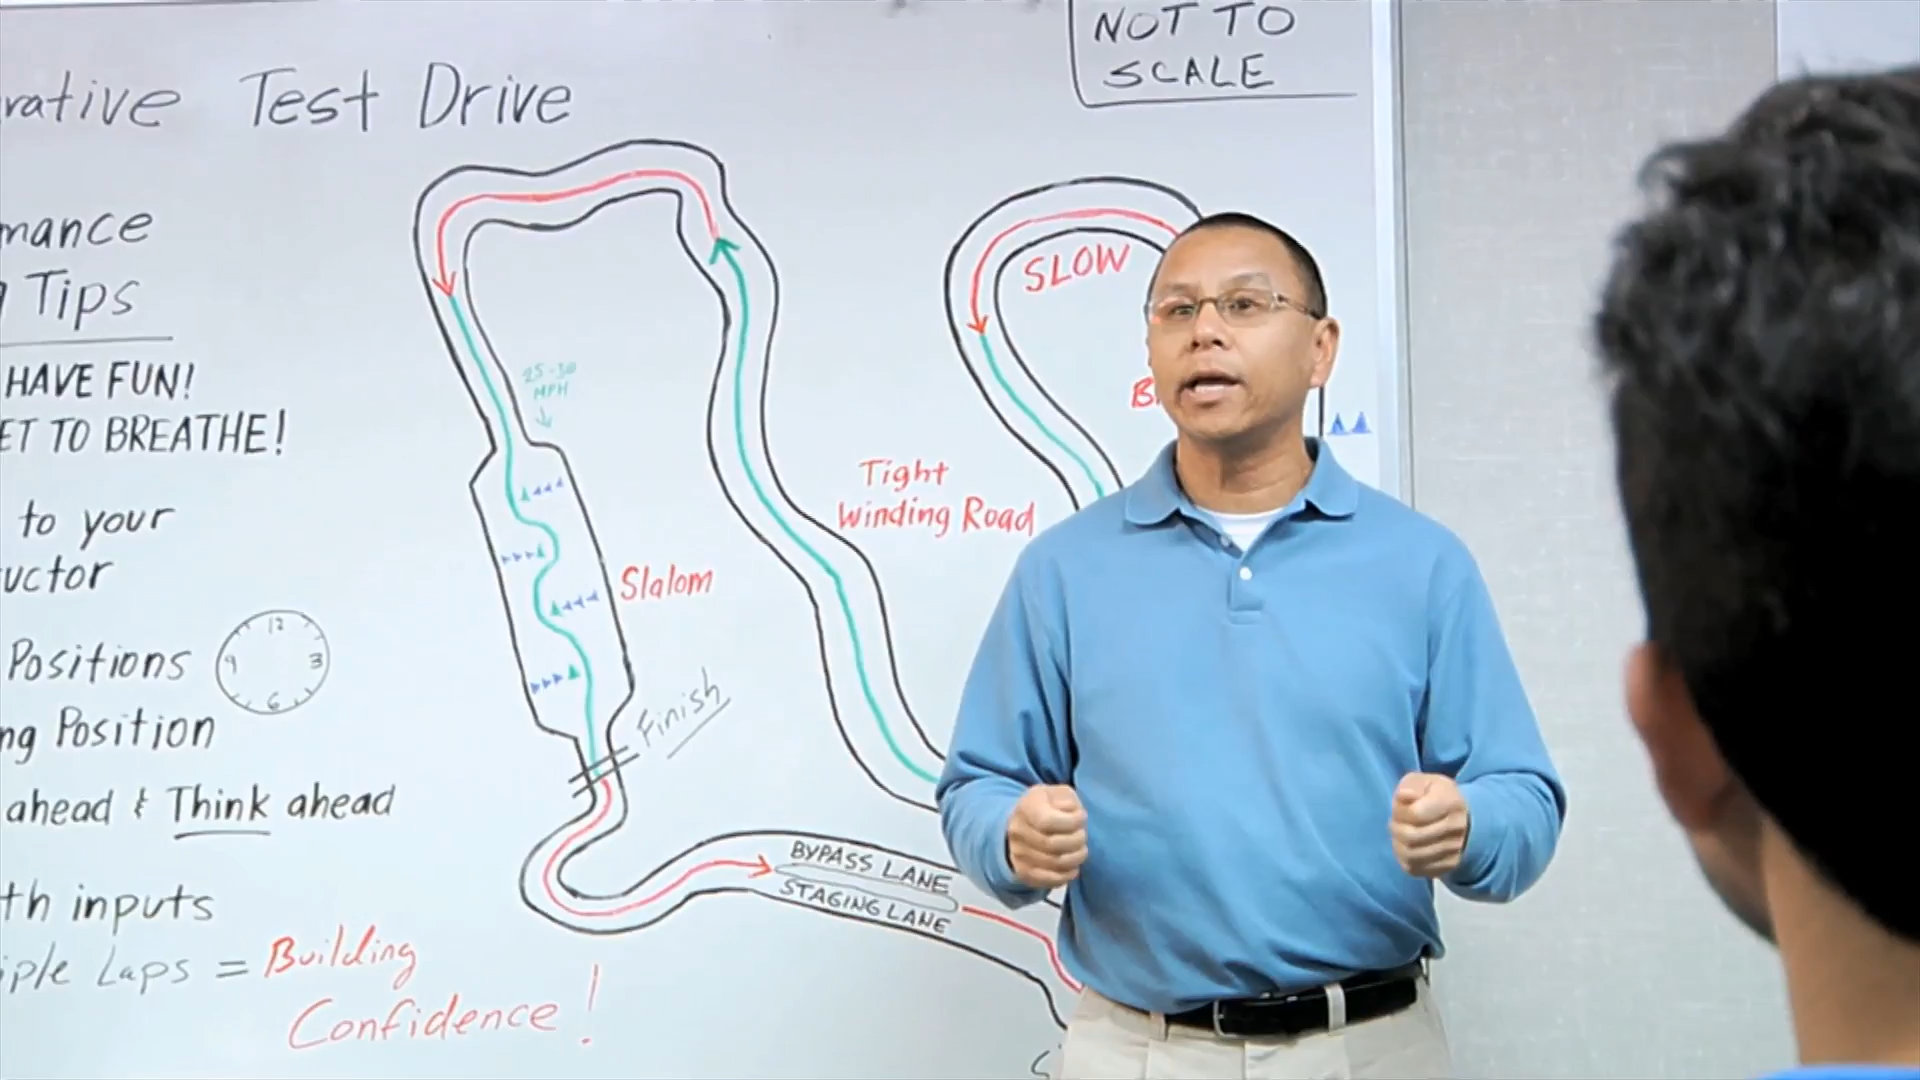 NOT TO
SCALE
rative Test Drive
mance
Tips
HAVE FUN!
ET TO BREATHE!
to your
uctor
Positions
12
9
3
6
ng Position
ahead & Think ahead
th inputs
iple Laps = Building
Confidence!
25-30
MPH
Slalom
Finish
SLOW
B
Tight
Winding Road
BYPASS LANE
STAGING LANE